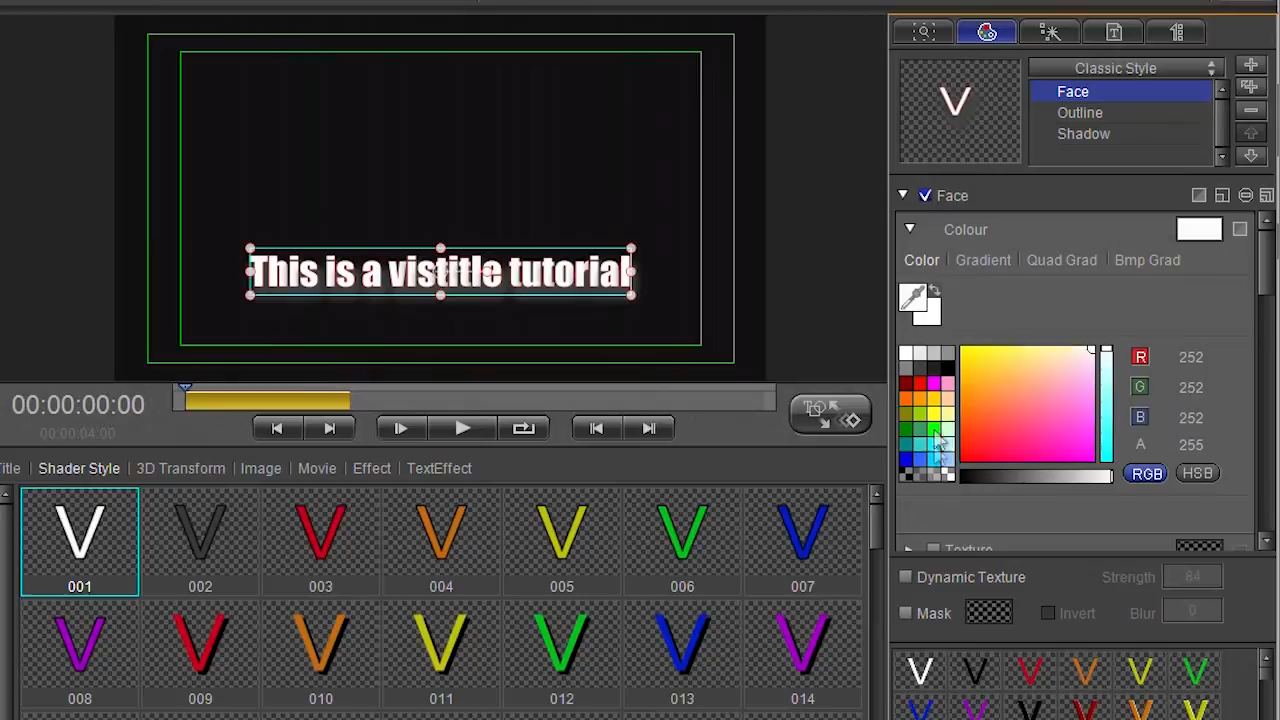 Classic Style
V
Face
Outline
Shadow
Face
Colour
Color
Gradient
Quad Grad
Bmp Grad
This is a vistitle tutorial
R 252
G 252
B 252
A 255
RGB
HSB
00:00:00:00
00:00:04:00
Shader Style
3D Transform
Image
Movie
Effect
TextEffect
V V V V V V V
001 002 003 004 005 006 007
V V V V V V V
008 009 010 011 012 013 014
Texture
Dynamic Texture
Strength 84
Mask
Invert
Blur 0
V V V V V V